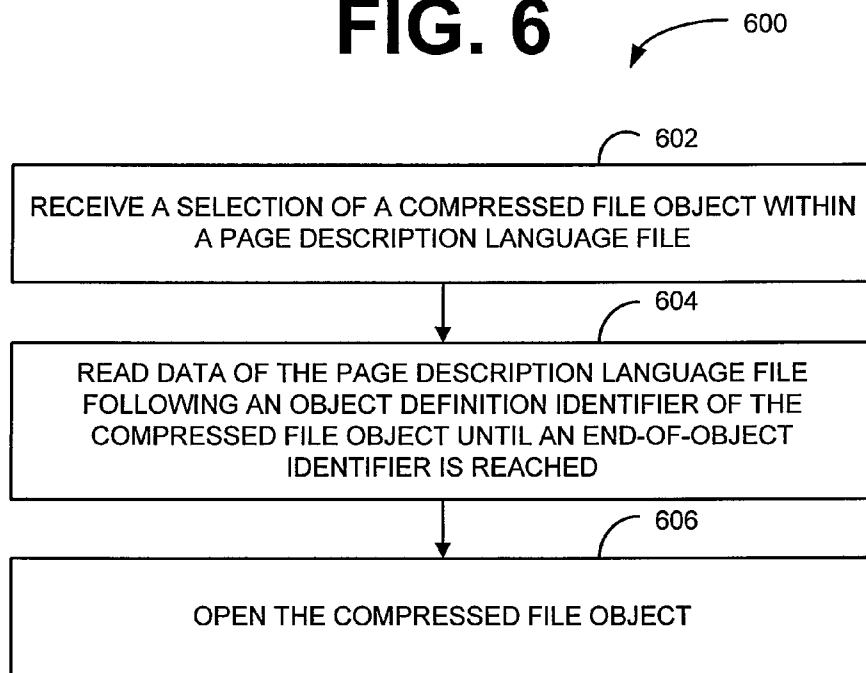 FIG. 6
600
602
RECEIVE A SELECTION OF A COMPRESSED FILE OBJECT WITHIN
A PAGE DESCRIPTION LANGUAGE FILE
604
READ DATA OF THE PAGE DESCRIPTION LANGUAGE FILE
FOLLOWING AN OBJECT DEFINITION IDENTIFIER OF THE
COMPRESSED FILE OBJECT UNTIL AN END-OF-OBJECT
IDENTIFIER IS REACHED
606
OPEN THE COMPRESSED FILE OBJECT